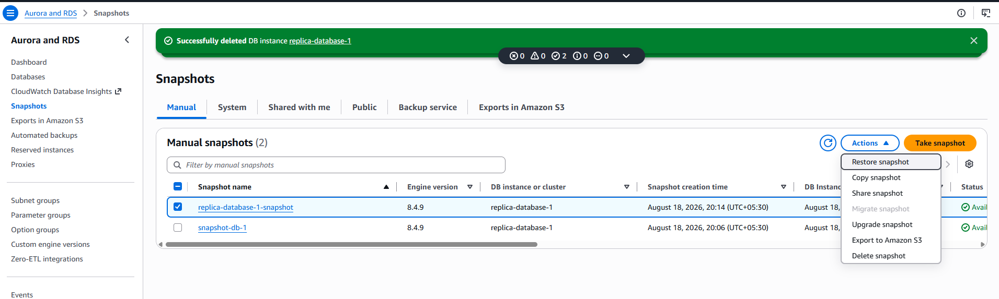 Aurora and RDS > Snapshots
Aurora and RDS
Dashboard
Databases
CloudWatch Database Insights
Snapshots
Exports in Amazon S3
Automated backups
Reserved instances
Proxies
Subnet groups
Parameter groups
Option groups
Custom engine versions
Zero-ETL integrations
Events
Successfully deleted DB instance replica-database-1
0 0 2 0 0
Snapshots
Manual System Shared with me Public Backup service Exports in Amazon S3
Manual snapshots (2)
Actions
Take snapshot
Filter by manual snapshots
Restore snapshot
Copy snapshot
Share snapshot
Migrate snapshot
Upgrade snapshot
Export to Amazon S3
Delete snapshot
Snapshot name Engine version DB instance or cluster Snapshot creation time DB Instanc Status
replica-database-1-snapshot 8.4.9 replica-database-1 August 18, 2026, 20:14 (UTC+05:30) August 18, Avail
snapshot-db-1 8.4.9 replica-database-1 August 18, 2026, 20:06 (UTC+05:30) August 18, Avail